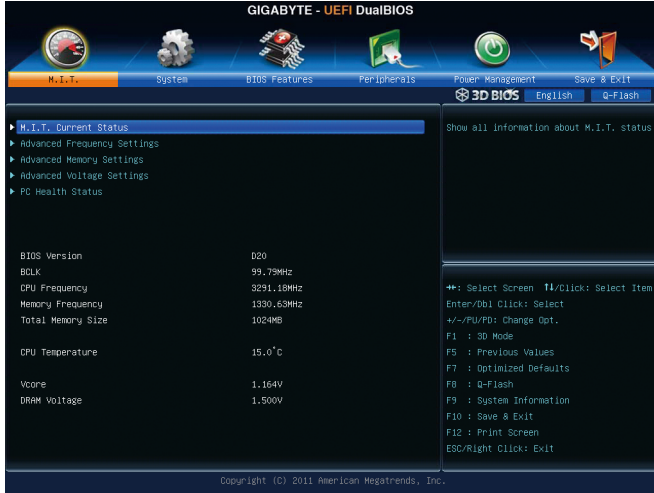 GIGABYTE - UEFI DualBIOS
M.I.T.
System
BIOS Features
Peripherals
Power Management
Save & Exit
3D BIOS
English
Q-Flash
M.I.T. Current Status
Advanced Frequency Settings
Advanced Memory Settings
Advanced Voltage Settings
PC Health Status
BIOS Version D20
BCLK 99.79MHz
CPU Frequency 3291.18MHz
Memory Frequency 1330.63MHz
Total Memory Size 1024MB
CPU Temperature 15.0°C
Vcore 1.164V
DRAM Voltage 1.500V
Show all information about M.I.T. status
→←: Select Screen ↑↓/Click: Select Item
Enter/Dbl Click: Select
+/-/PU/PD: Change Opt.
F1 : 3D Mode
F5 : Previous Values
F7 : Optimized Defaults
F8 : Q-Flash
F9 : System Information
F10 : Save & Exit
F12 : Print Screen
ESC/Right Click: Exit
Copyright (C) 2011 American Megatrends, Inc.